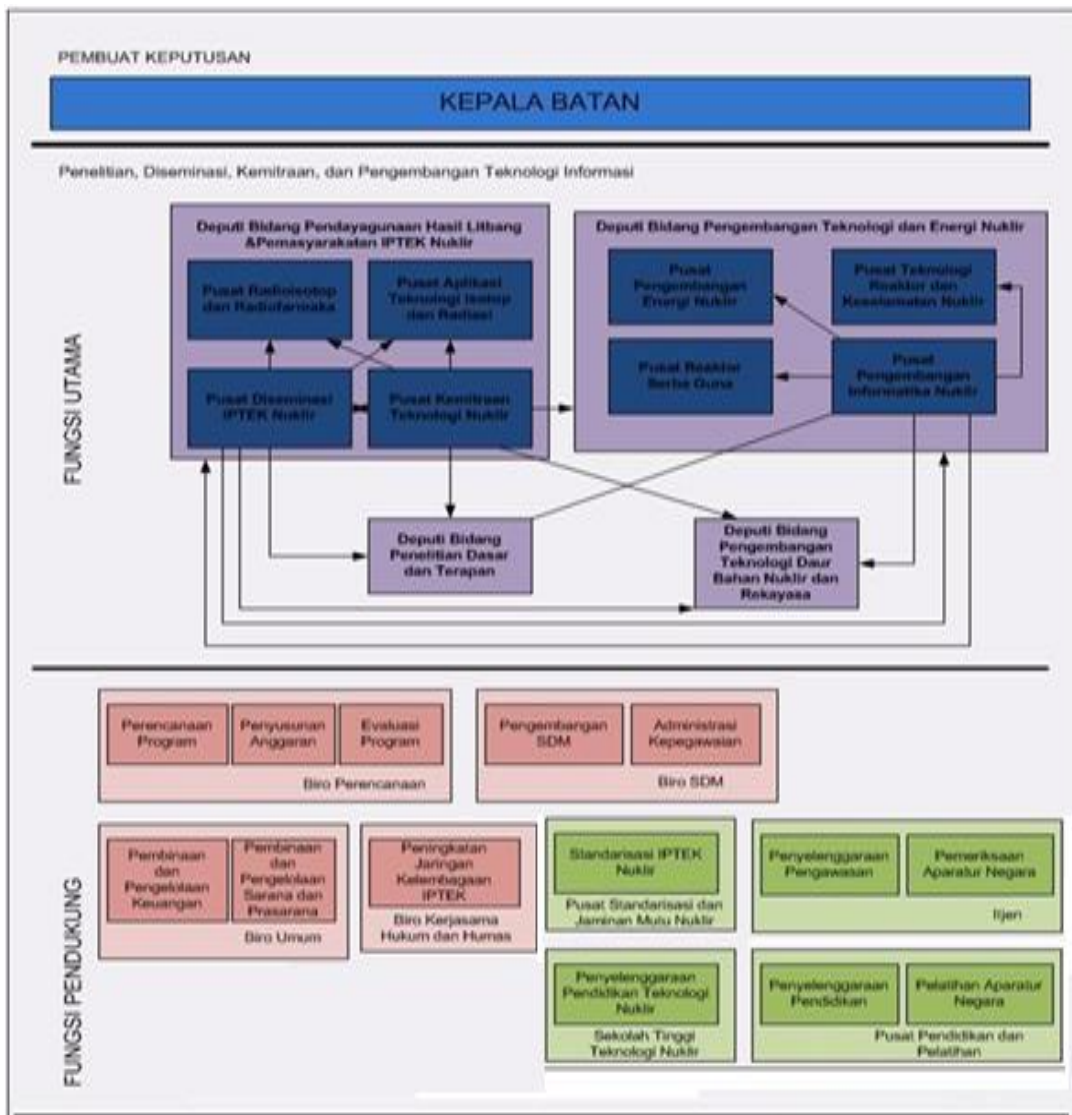 PEMBUAT KEPUTUSAN
KEPALA BATAN
Penelitian, Diseminasi, Kemitraan, dan Pengembangan Teknologi Informasi
FUNGSI UTAMA
Deputi Bidang Pendayagunaan Hasil Litbang
&Pemasyarakatan IPTEK Nuklir
Pusat Radioisotop
dan Radiofarmaka
Pusat Aplikasi
Teknologi Isotop
dan Radiasi
Pusat Diseminasi
IPTEK Nuklir
Pusat Kemitraan
Teknologi Nuklir
Deputi Bidang Pengembangan Teknologi dan Energi Nuklir
Pusat
Pengembangan
Energi Nuklir
Pusat Teknologi
Reaktor dan
Keselamatan Nuklir
Pusat Reaktor
Serba Guna
Pusat
Pengembangan
Informatika Nuklir
Deputi Bidang
Penelitian Dasar
dan Terapan
Deputi Bidang
Pengembangan
Teknologi Daur
Bahan Nuklir dan
Rekayasa
FUNGSI PENDUKUNG
Perencanaan
Program
Penyusunan
Anggaran
Evaluasi
Program
Biro Perencanaan
Pengembangan
SDM
Administrasi
Kepegawaian
Biro SDM
Pembinaan
dan
Pengelolaan
Keuangan
Pembinaan
dan
Pengelolaan
Sarana dan
Prasarana
Biro Umum
Peningkatan
Jaringan
Kelembagaan
IPTEK
Biro Kerjasama
Hukum dan Humas
Standarisasi IPTEK
Nuklir
Pusat Standarisasi dan
Jaminan Mutu Nuklir
Penyelenggaraan
Pengawasan
Pemeriksaan
Aparatur Negara
Irjen
Penyelenggaraan
Pendidikan Teknologi
Nuklir
Sekolah Tinggi
Teknologi Nuklir
Penyelenggaraan
Pendidikan
Pelatihan Aparatur
Negara
Pusat Pendidikan dan
Pelatihan